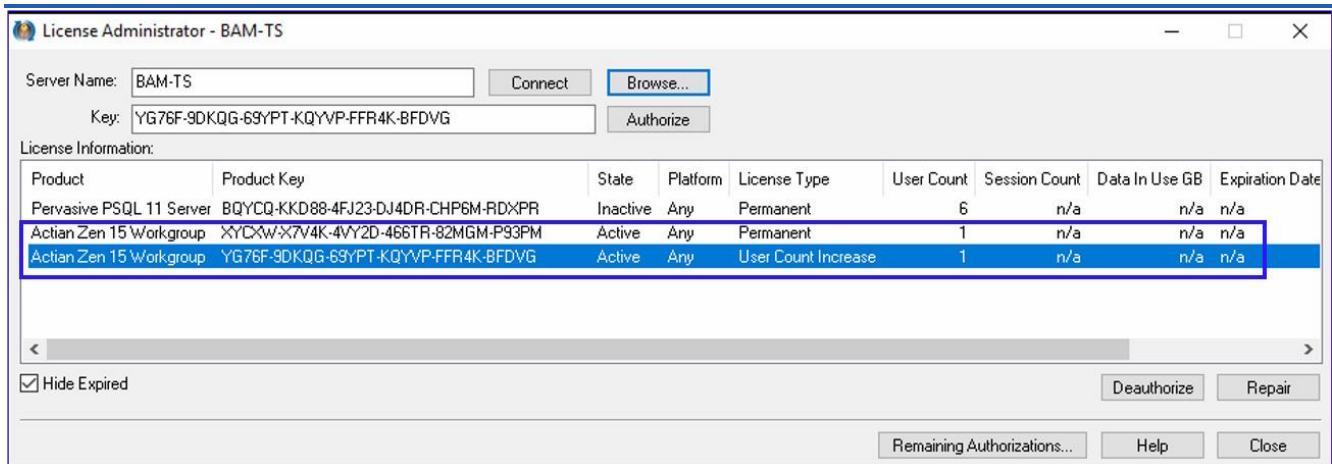 License Administrator - BAM-TS
Server Name: BAM-TS Connect Browse...
Key: YG76F-9DKQG-69YPT-KQYVP-FFR4K-BFDVG Authorize
License Information:
Product Product Key State Platform License Type User Count Session Count Data In Use GB Expiration Date
Pervasive PSQL 11 Server BQYCQ-KKD88-4FJ23-DJ4DR-CHP6M-RDXPR Inactive Any Permanent 6 n/a n/a n/a
Actian Zen 15 Workgroup XYCXW-X7V4K-4VY2D-466TR-82MGM-P93PM Active Any Permanent 1 n/a n/a n/a
Actian Zen 15 Workgroup YG76F-9DKQG-69YPT-KQYVP-FFR4K-BFDVG Active Any User Count Increase 1 n/a n/a n/a
Hide Expired Deauthorize Repair
Remaining Authorizations... Help Close